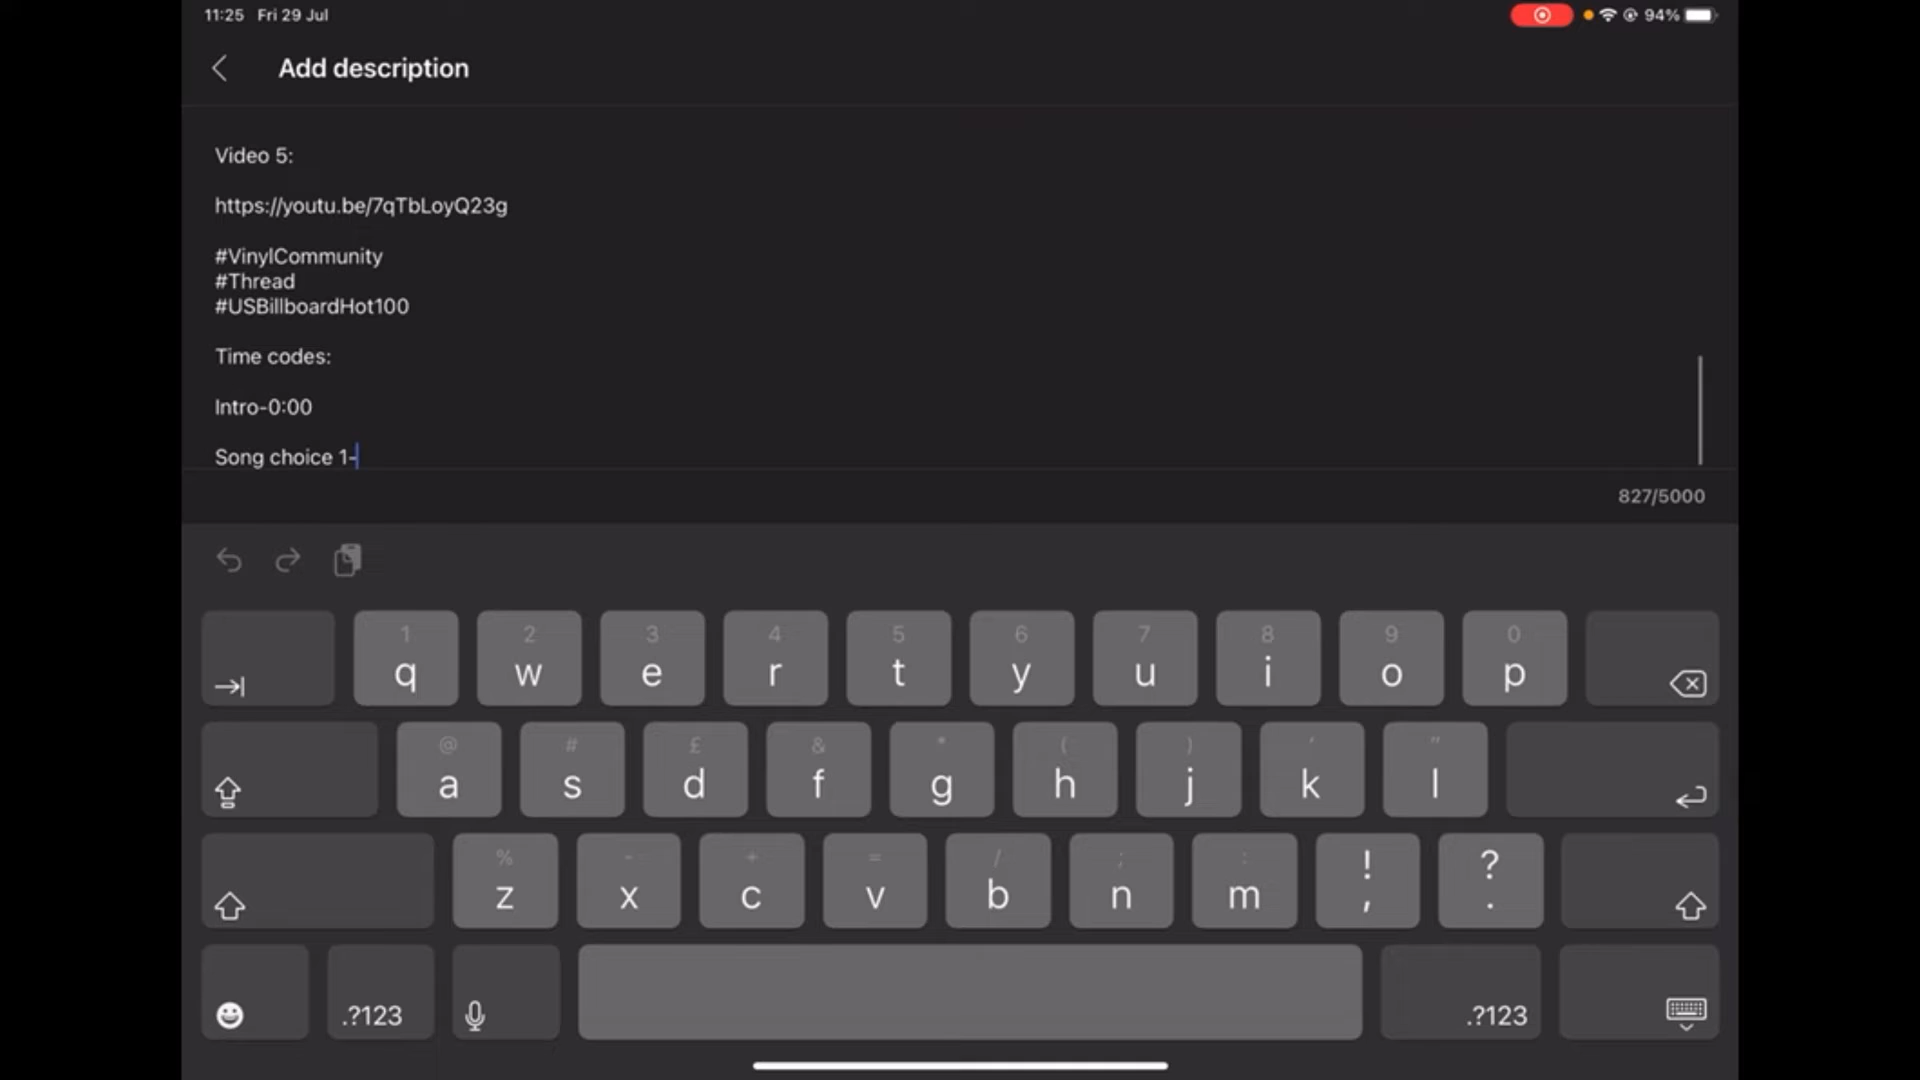 11:25 Fri 29 Jul 94%
Add description
Video 5:
https://youtu.be/7qTbLoyQ23g
#VinylCommunity
#Thread
#USBillboardHot100
Time codes:
Intro-0:00
Song choice 1-
827/5000
1 2 3 4 5 6 7 8 9 0
q w e r t y u i o p
@ # £ & * ( ) ' "
a s d f g h j k l
% - + = / ; : ! ?
z x c v b n m , .
.?123 .?123